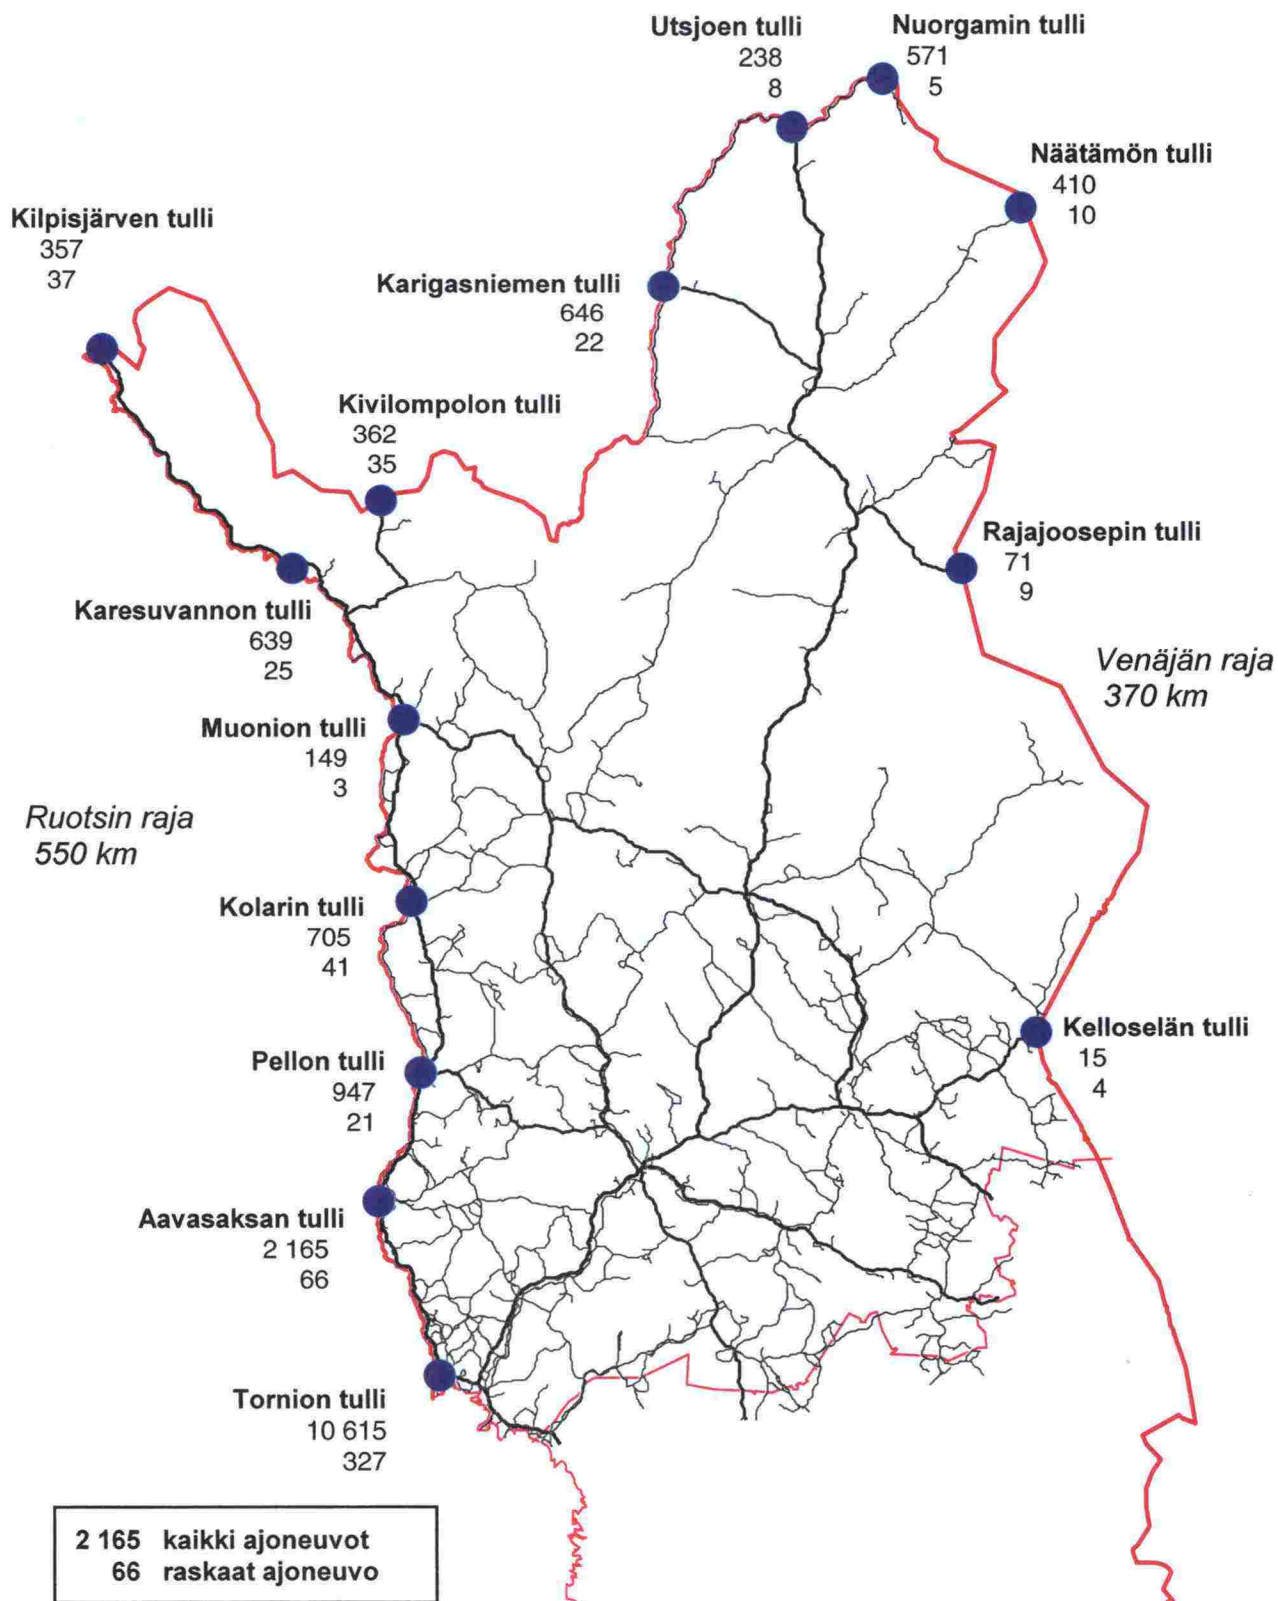 Utsjoen tulli
238
8
Nuorgamin tulli
571
5
Näätämön tulli
410
10
Kilpisjärven tulli
357
37
Karigasniemen tulli
646
22
Kivilompolon tulli
362
35
Rajajoosepin tulli
71
9
Karesuvannon tulli
639
25
Venäjän raja
370 km
Muonion tulli
149
3
Ruotsin raja
550 km
Kolarin tulli
705
41
Kelloselän tulli
15
4
Pellon tulli
947
21
Aavasaksan tulli
2 165
66
Tornion tulli
10 615
327
2 165 kaikki ajoneuvot
66 raskaat ajoneuvo